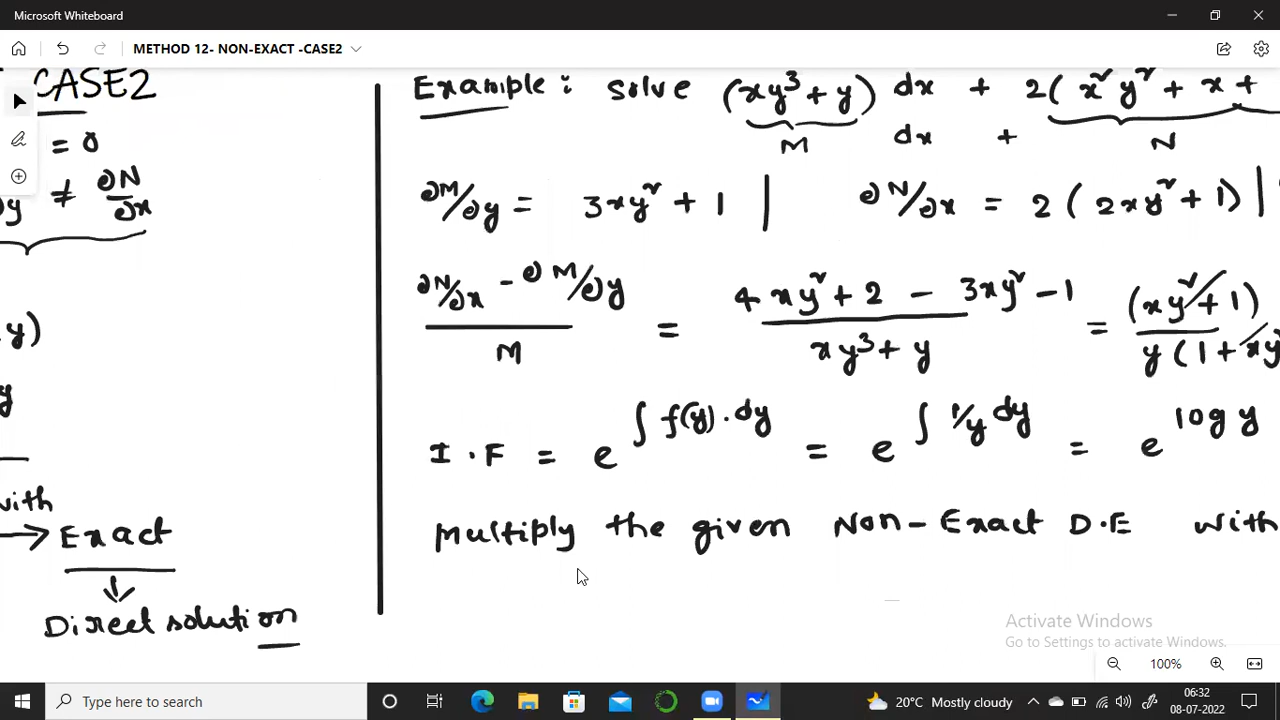 Microsoft Whiteboard
METHOD 12- NON-EXACT -CASE2
CASE2
= 0
∂y ≠ ∂N/∂x
y)
y
with
→ Exact
↓
Direct solution
Example : solve (xy³ + y) dx + 2(x²y² + x +
M dx + N
∂M/∂y = 3xy² + 1 | ∂N/∂x = 2(2xy² + 1) |
∂N/∂x - ∂M/∂y / M = 4xy² + 2 - 3xy² - 1 / xy³ + y = (xy² + 1) / y(1 + xy
I.F = e^∫ f(y).dy = e^∫ 1/y dy = e^log y
Multiply the given Non-Exact D.E with
Activate Windows
Go to Settings to activate Windows.
100%
Type here to search
20°C Mostly cloudy
06:32
08-07-2022